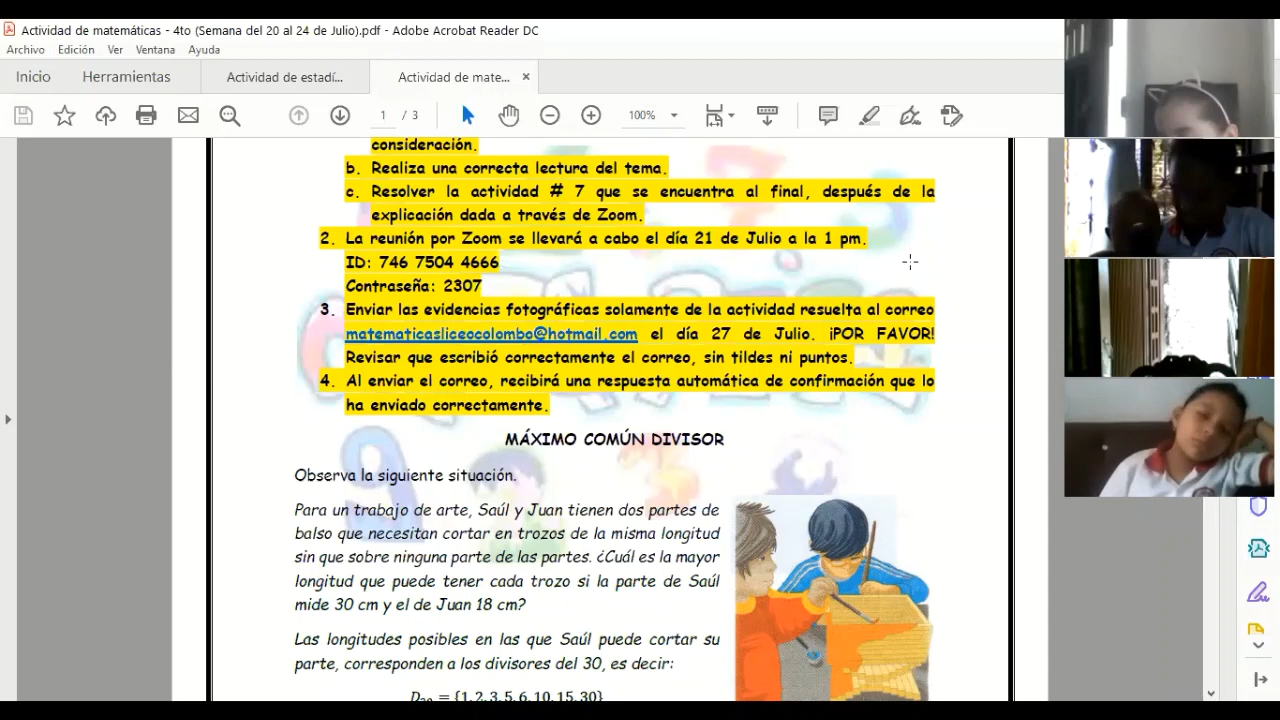 Actividad de matemáticas - 4to (Semana del 20 al 24 de Julio).pdf - Adobe Acrobat Reader DC
Archivo Edición Ver Ventana Ayuda
Inicio Herramientas Actividad de estadí... Actividad de mate... ×
1 / 3 100%
consideración.
b. Realiza una correcta lectura del tema.
c. Resolver la actividad # 7 que se encuentra al final, después de la
explicación dada a través de Zoom.
2. La reunión por Zoom se llevará a cabo el día 21 de Julio a la 1 pm.
ID: 746 7504 4666
Contraseña: 2307
3. Enviar las evidencias fotográficas solamente de la actividad resuelta al correo
matematicasliceocolombo@hotmail.com el día 27 de Julio. ¡POR FAVOR!
Revisar que escribió correctamente el correo, sin tildes ni puntos.
4. Al enviar el correo, recibirá una respuesta automática de confirmación que lo
ha enviado correctamente.
MÁXIMO COMÚN DIVISOR
Observa la siguiente situación.
Para un trabajo de arte, Saúl y Juan tienen dos partes de
balso que necesitan cortar en trozos de la misma longitud
sin que sobre ninguna parte de las partes. ¿Cuál es la mayor
longitud que puede tener cada trozo si la parte de Saúl
mide 30 cm y el de Juan 18 cm?
Las longitudes posibles en las que Saúl puede cortar su
parte, corresponden a los divisores del 30, es decir:
D₃₀ = {1,2,3,5,6,10,15,30}